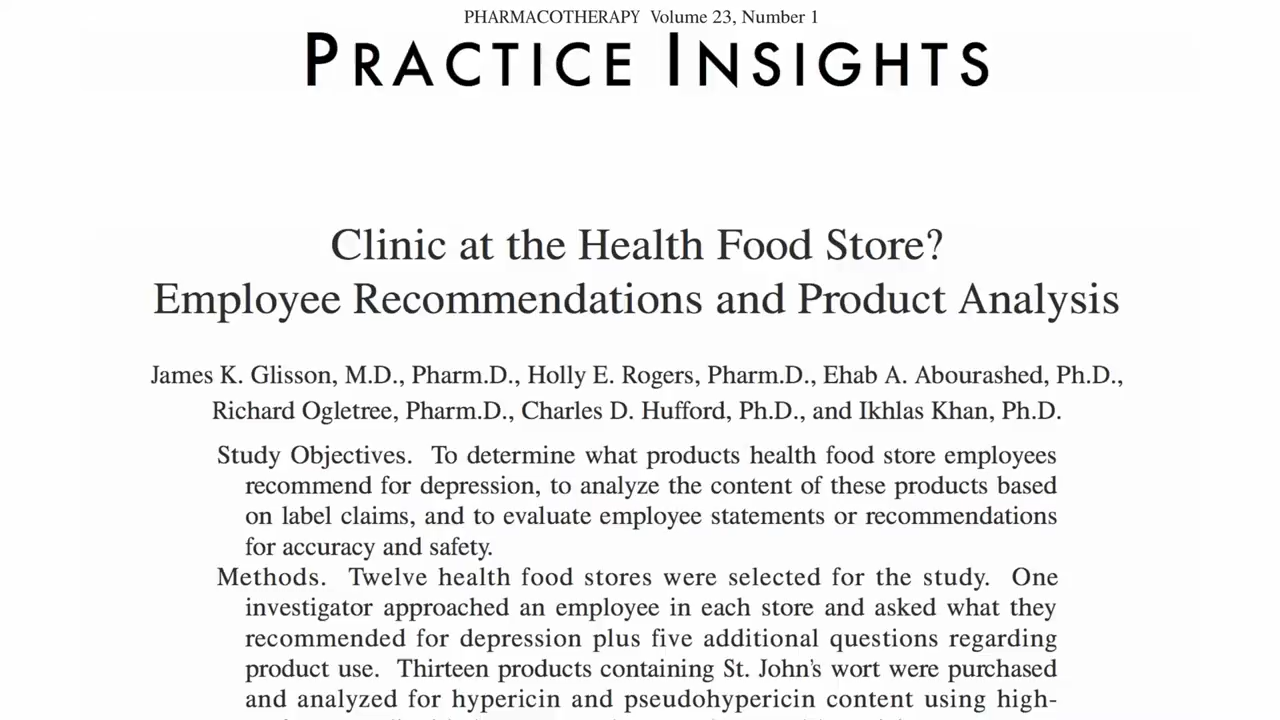 PHARMACOTHERAPY Volume 23, Number 1
PRACTICE INSIGHTS
Clinic at the Health Food Store?
Employee Recommendations and Product Analysis
James K. Glisson, M.D., Pharm.D., Holly E. Rogers, Pharm.D., Ehab A. Abourashed, Ph.D.,
Richard Ogletree, Pharm.D., Charles D. Hufford, Ph.D., and Ikhlas Khan, Ph.D.
Study Objectives. To determine what products health food store employees
recommend for depression, to analyze the content of these products based
on label claims, and to evaluate employee statements or recommendations
for accuracy and safety.
Methods. Twelve health food stores were selected for the study. One
investigator approached an employee in each store and asked what they
recommended for depression plus five additional questions regarding
product use. Thirteen products containing St. John's wort were purchased
and analyzed for hypericin and pseudohypericin content using high-